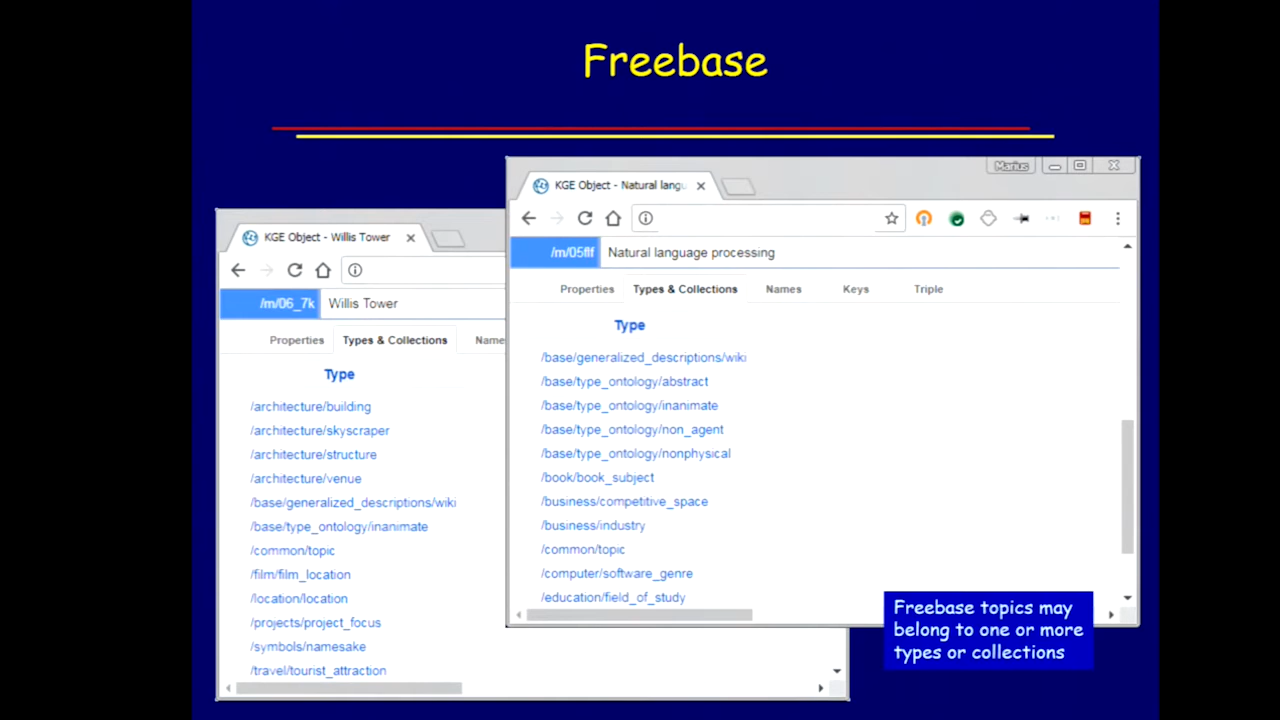 Freebase
Marius
KGE Object - Natural langu
/m/05flf Natural language processing
Properties Types & Collections Names Keys Triple
Type
/base/generalized_descriptions/wiki
/base/type_ontology/abstract
/base/type_ontology/inanimate
/base/type_ontology/non_agent
/base/type_ontology/nonphysical
/book/book_subject
/business/competitive_space
/business/industry
/common/topic
/computer/software_genre
/education/field_of_study
KGE Object - Willis Tower
/m/06_7k Willis Tower
Properties Types & Collections Name
Type
/architecture/building
/architecture/skyscraper
/architecture/structure
/architecture/venue
/base/generalized_descriptions/wiki
/base/type_ontology/inanimate
/common/topic
/film/film_location
/location/location
/projects/project_focus
/symbols/namesake
/travel/tourist_attraction
Freebase topics may
belong to one or more
types or collections